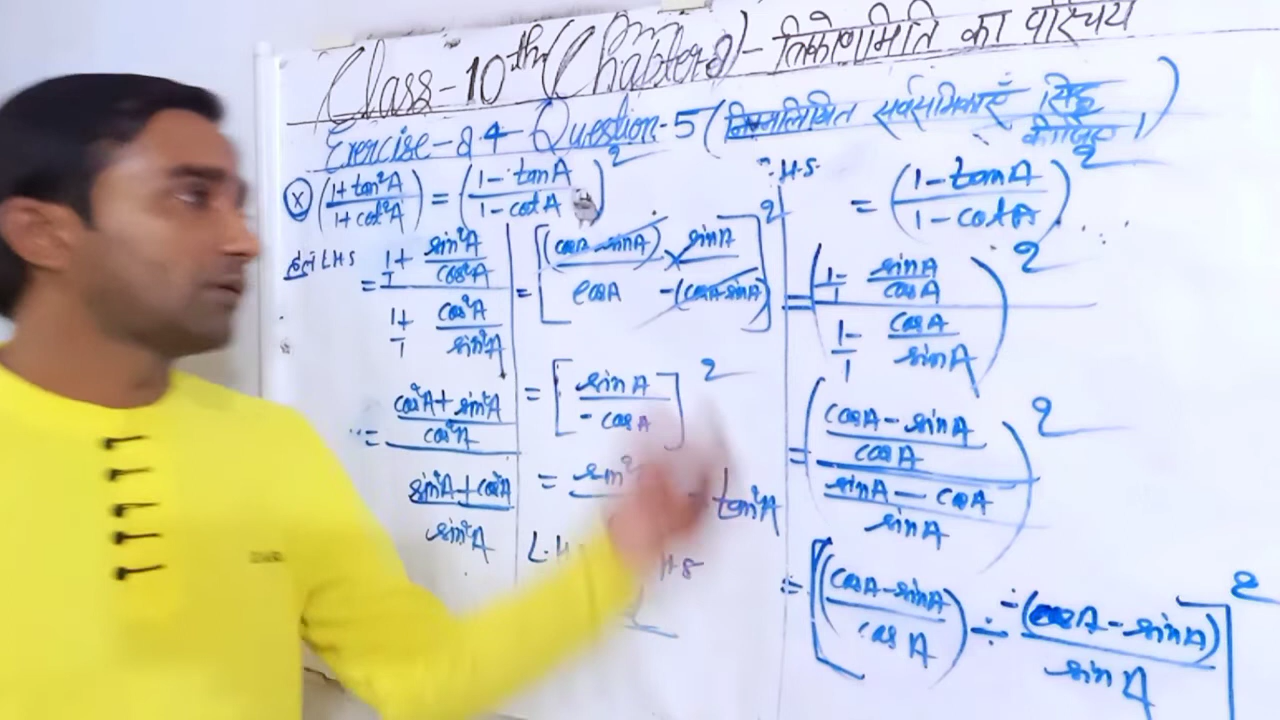 Class-10th (Chapter-8)-त्रिकोणमिति का परिचय
Exercise-8.4 Question-5 (निम्नलिखित सर्वसमिकाएँ सिद्ध
कीजिए।)
(x) ((1+tan²A)/(1+cot²A)) = ((1-tanA)/(1-cotA))²
हल:- LHS
= (1/1 + sin²A/cos²A)/(1/1 + cos²A/sin²A)
= ((cos²A+sin²A)/cos²A)/((sin²A+cos²A)/sin²A)
= [(cosA-sinA)/cosA × sinA/-(cosA-sinA)]²
= [sinA/-cosA]²
= sin² tan²A
L.H HS
R.H.S.
= ((1-tanA)/(1-cotA))²
= ((1/1 - sinA/cosA)/(1/1 - cosA/sinA))²
= (((cosA-sinA)/cosA)/((sinA-cosA)/sinA))²
= [((cosA-sinA)/cosA) ÷ (-(cosA-sinA)/sinA)]²